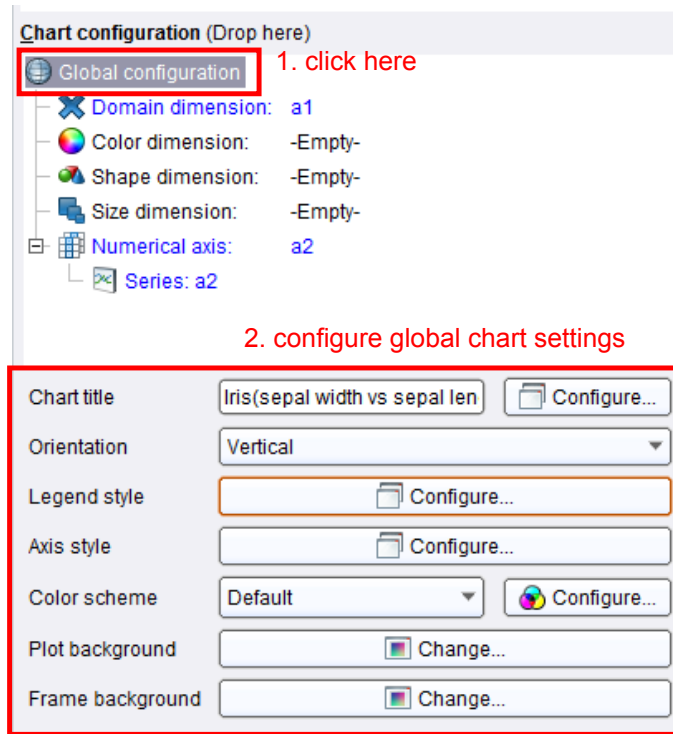 Chart configuration (Drop here)
Global configuration
1. click here
Domain dimension: a1
Color dimension: -Empty-
Shape dimension: -Empty-
Size dimension: -Empty-
Numerical axis: a2
Series: a2
2. configure global chart settings
Chart title Iris(sepal width vs sepal len Configure...
Orientation Vertical
Legend style Configure...
Axis style Configure...
Color scheme Default Configure...
Plot background Change...
Frame background Change...